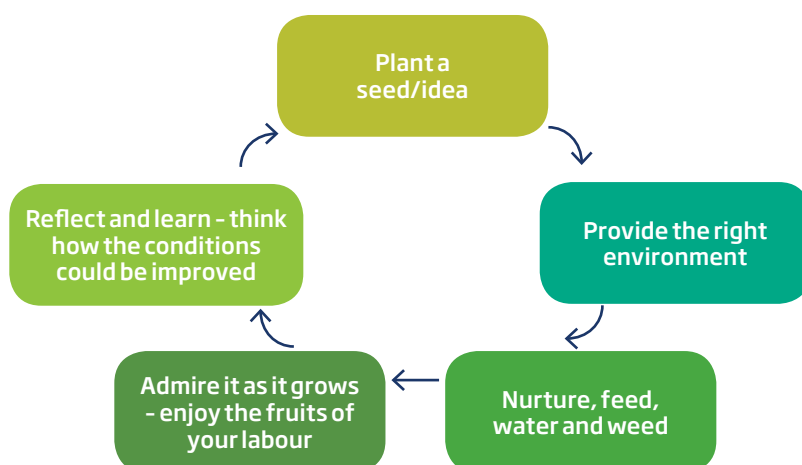 Plant a
seed/idea
Provide the right
environment
Nurture, feed,
water and weed
Admire it as it grows
– enjoy the fruits of
your labour
Reflect and learn – think
how the conditions
could be improved